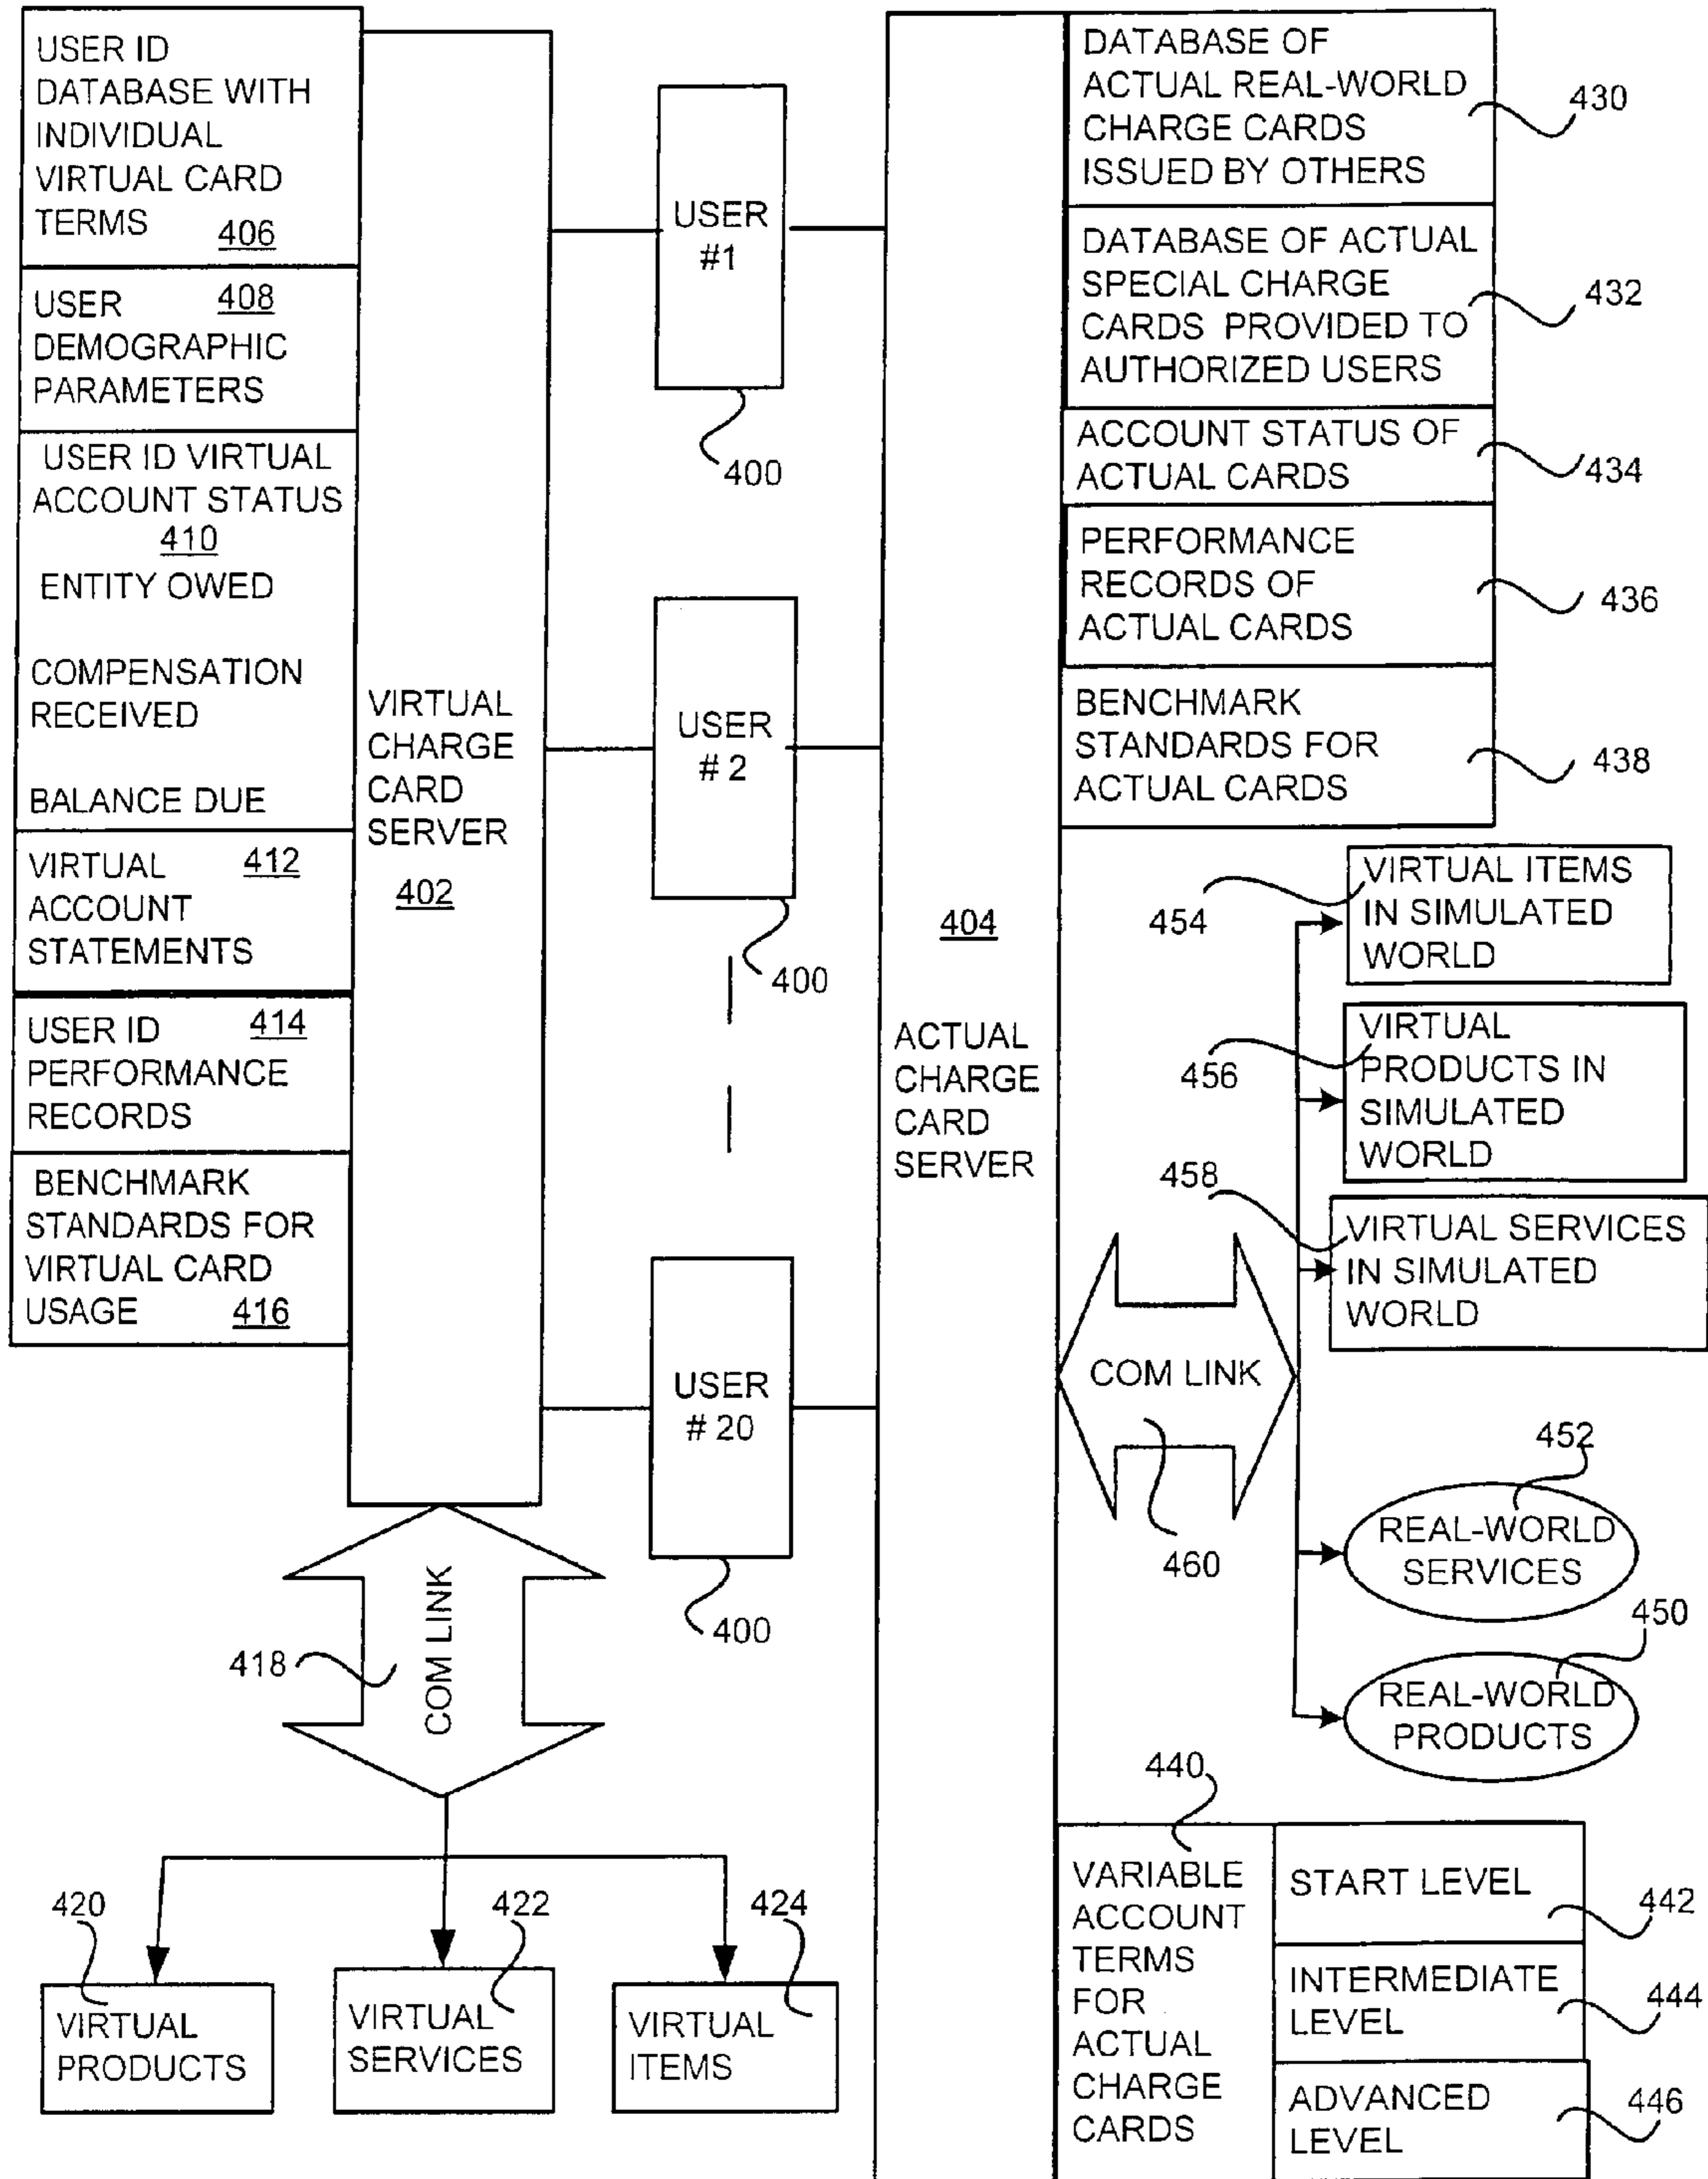 USER ID
DATABASE WITH
INDIVIDUAL
VIRTUAL CARD
TERMS 406
USER 408
DEMOGRAPHIC
PARAMETERS
USER ID VIRTUAL
ACCOUNT STATUS
410
ENTITY OWED
COMPENSATION
RECEIVED
BALANCE DUE
VIRTUAL 412
ACCOUNT
STATEMENTS
USER ID 414
PERFORMANCE
RECORDS
BENCHMARK
STANDARDS FOR
VIRTUAL CARD
USAGE 416
VIRTUAL
CHARGE
CARD
SERVER
402
USER
#1
400
USER
# 2
400
USER
# 20
400
404
ACTUAL
CHARGE
CARD
SERVER
DATABASE OF
ACTUAL REAL-WORLD
CHARGE CARDS
ISSUED BY OTHERS
430
DATABASE OF ACTUAL
SPECIAL CHARGE
CARDS PROVIDED TO
AUTHORIZED USERS
432
ACCOUNT STATUS OF
ACTUAL CARDS
434
PERFORMANCE
RECORDS OF
ACTUAL CARDS
436
BENCHMARK
STANDARDS FOR
ACTUAL CARDS
438
VIRTUAL ITEMS
IN SIMULATED
WORLD
454
VIRTUAL
PRODUCTS IN
SIMULATED
WORLD
456
458
VIRTUAL SERVICES
IN SIMULATED
WORLD
COM LINK
460
452
REAL-WORLD
SERVICES
450
REAL-WORLD
PRODUCTS
418
COM LINK
420
VIRTUAL
PRODUCTS
422
VIRTUAL
SERVICES
424
VIRTUAL
ITEMS
440
VARIABLE
ACCOUNT
TERMS
FOR
ACTUAL
CHARGE
CARDS
START LEVEL
442
INTERMEDIATE
LEVEL
444
ADVANCED
LEVEL
446